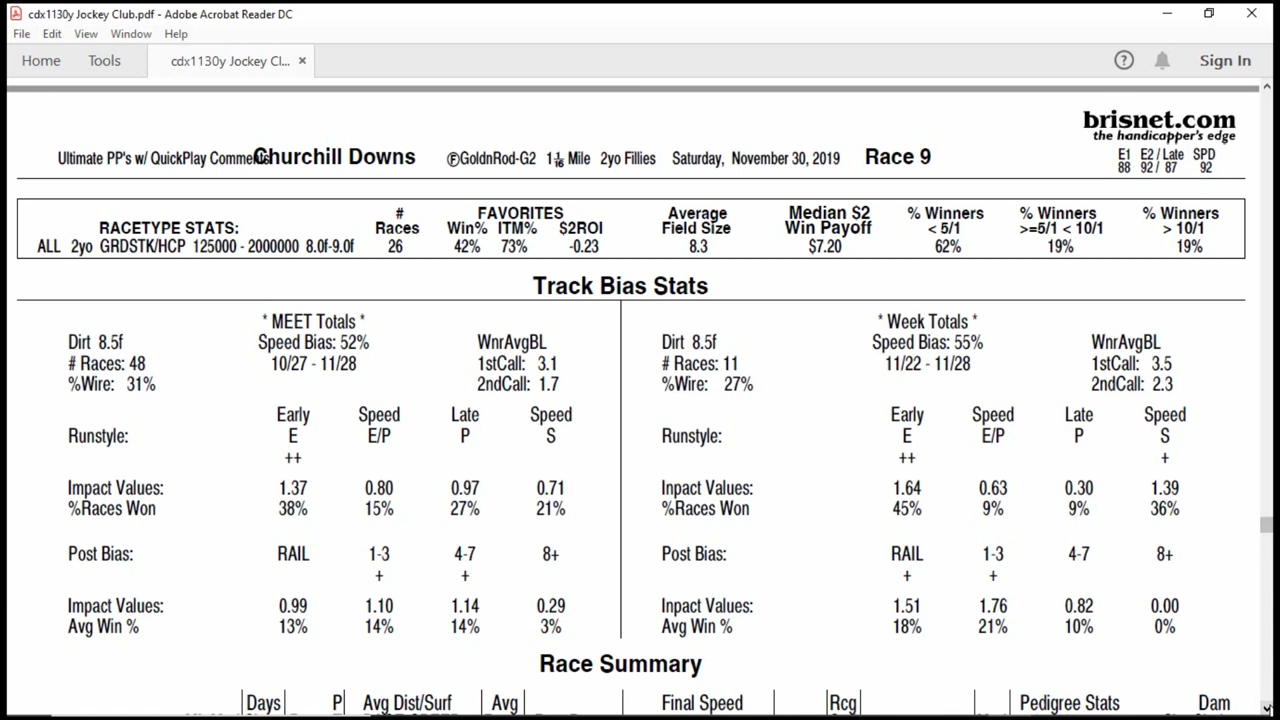 cdx1130y Jockey Club.pdf - Adobe Acrobat Reader DC
File Edit View Window Help
Home Tools cdx1130y Jockey Cl... × ? Sign In
brisnet.com
the handicapper's edge
Ultimate PP's w/ QuickPlay Comments Churchill Downs ⒻGoldnRod-G2 1 1/16 Mile 2yo Fillies Saturday, November 30, 2019 Race 9
E1 E2 / Late SPD
88 92 / 87 92
# FAVORITES Average Median $2 % Winners % Winners % Winners
RACETYPE STATS: Races Win% ITM% $2ROI Field Size Win Payoff < 5/1 >=5/1 < 10/1 > 10/1
ALL 2yo GRDSTK/HCP 125000 - 2000000 8.0f-9.0f 26 42% 73% -0.23 8.3 $7.20 62% 19% 19%
Track Bias Stats
* MEET Totals *
Dirt 8.5f Speed Bias: 52% WnrAvgBL
# Races: 48 10/27 - 11/28 1stCall: 3.1
%Wire: 31% 2ndCall: 1.7
Early Speed Late Speed
Runstyle: E E/P P S
++
Impact Values: 1.37 0.80 0.97 0.71
%Races Won 38% 15% 27% 21%
Post Bias: RAIL 1-3 4-7 8+
+ +
Impact Values: 0.99 1.10 1.14 0.29
Avg Win % 13% 14% 14% 3%
* Week Totals *
Dirt 8.5f Speed Bias: 55% WnrAvgBL
# Races: 11 11/22 - 11/28 1stCall: 3.5
%Wire: 27% 2ndCall: 2.3
Early Speed Late Speed
Runstyle: E E/P P S
++ +
Inpact Values: 1.64 0.63 0.30 1.39
%Races Won 45% 9% 9% 36%
Post Bias: RAIL 1-3 4-7 8+
+ +
Inpact Values: 1.51 1.76 0.82 0.00
Avg Win % 18% 21% 10% 0%
Race Summary
Days P Avg Dist/Surf Avg Final Speed Rcg Pedigree Stats Dam